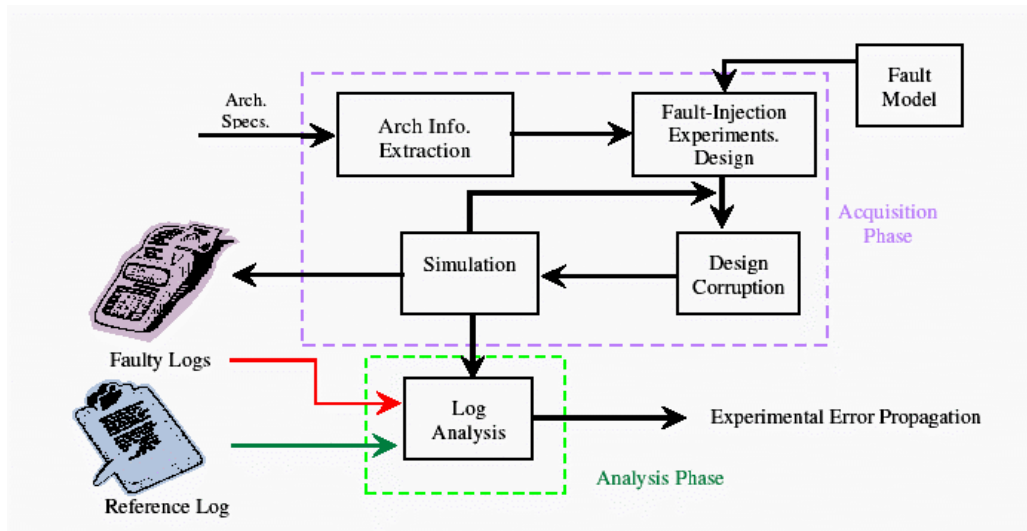 Arch.
Specs.
Arch Info.
Extraction
Fault-Injection
Experiments.
Design
Fault
Model
Acquisition
Phase
Simulation
Design
Corruption
Faulty Logs
Log
Analysis
Experimental Error Propagation
Analysis Phase
Reference Log